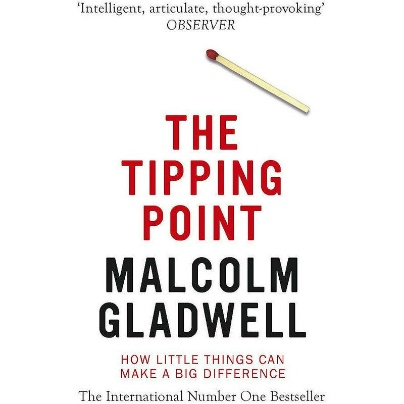 ‘Intelligent, articulate, thought-provoking’
OBSERVER
THE
TIPPING
POINT
MALCOLM
GLADWELL
HOW LITTLE THINGS CAN
MAKE A BIG DIFFERENCE
The International Number One Bestseller